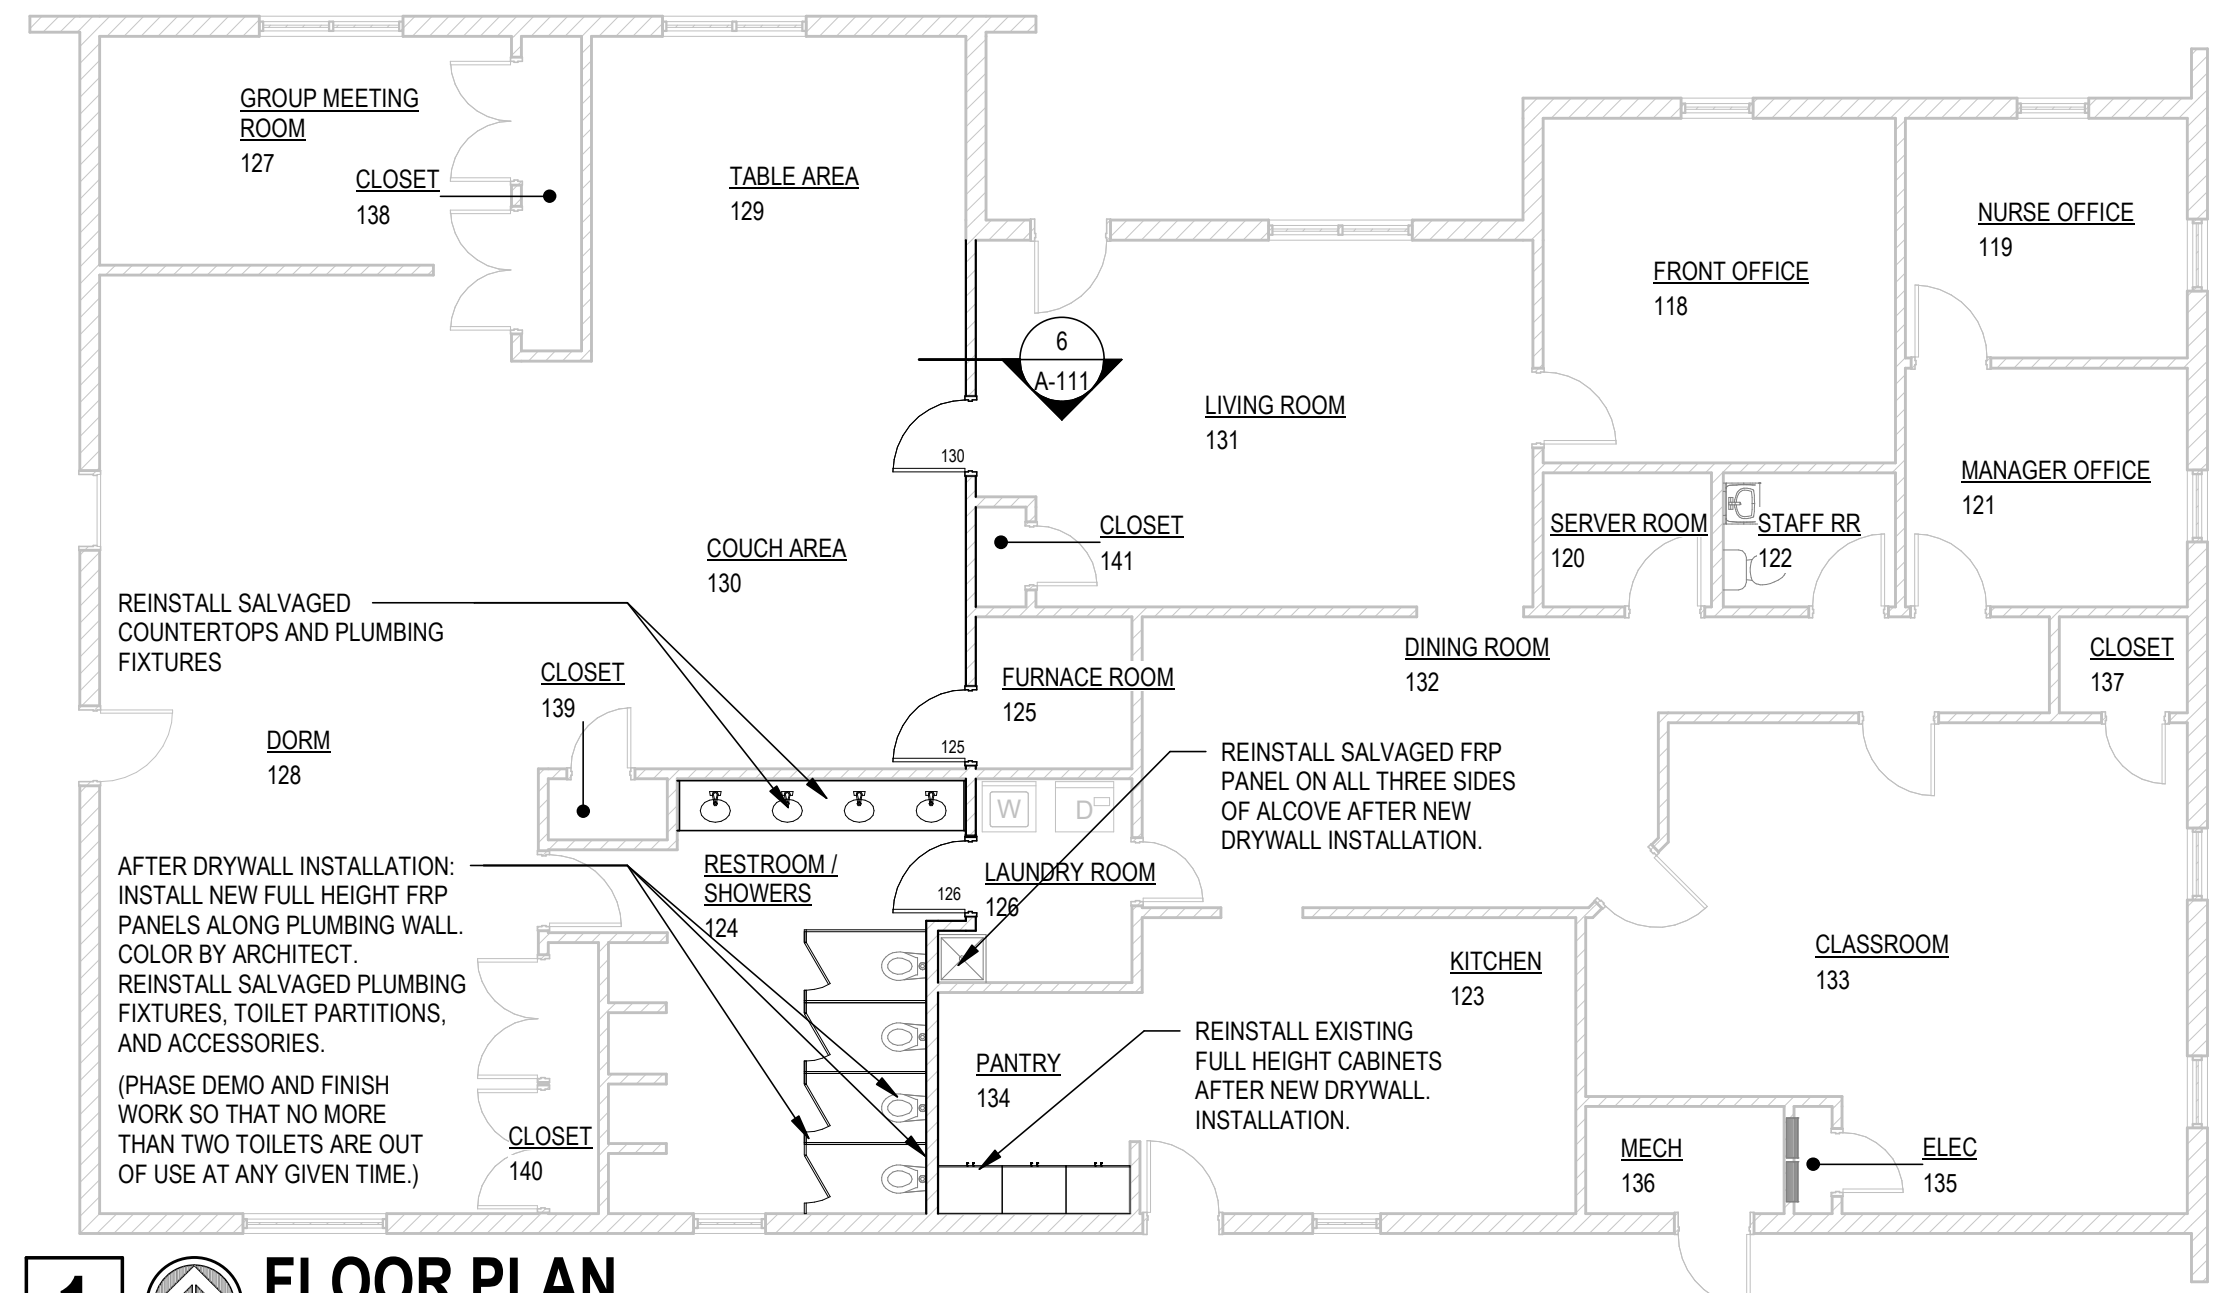 GROUP MEETING
ROOM
127
CLOSET
138
TABLE AREA
129
NURSE OFFICE
119
FRONT OFFICE
118
6
A-111
LIVING ROOM
131
130
MANAGER OFFICE
121
SERVER ROOM
120
STAFF RR
122
CLOSET
141
COUCH AREA
130
REINSTALL SALVAGED
COUNTERTOPS AND PLUMBING
FIXTURES
CLOSET
139
FURNACE ROOM
125
DINING ROOM
132
CLOSET
137
DORM
128
125
REINSTALL SALVAGED FRP
PANEL ON ALL THREE SIDES
OF ALCOVE AFTER NEW
DRYWALL INSTALLATION.
W
D
AFTER DRYWALL INSTALLATION:
INSTALL NEW FULL HEIGHT FRP
PANELS ALONG PLUMBING WALL.
COLOR BY ARCHITECT.
REINSTALL SALVAGED PLUMBING
FIXTURES, TOILET PARTITIONS,
AND ACCESSORIES.
(PHASE DEMO AND FINISH
WORK SO THAT NO MORE
THAN TWO TOILETS ARE OUT
OF USE AT ANY GIVEN TIME.)
RESTROOM /
SHOWERS
124
126
LAUNDRY ROOM
126
KITCHEN
123
CLASSROOM
133
PANTRY
134
REINSTALL EXISTING
FULL HEIGHT CABINETS
AFTER NEW DRYWALL.
INSTALLATION.
CLOSET
140
MECH
136
ELEC
135
1
FLOOR PLAN